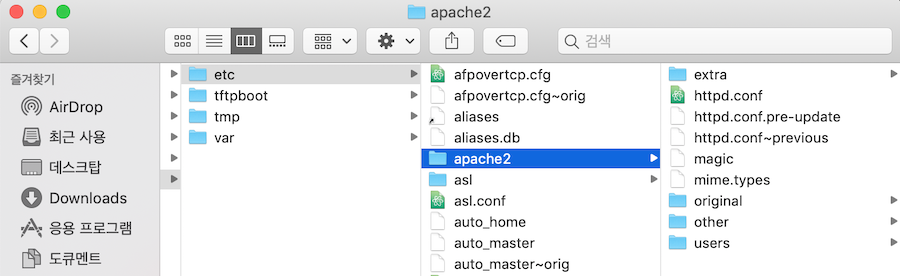 apache2
검색
즐겨찾기
AirDrop
최근 사용
데스크탑
Downloads
응용 프로그램
도큐멘트
etc
tftpboot
tmp
var
afpovertcp.cfg
afpovertcp.cfg~orig
aliases
aliases.db
apache2
asl
asl.conf
auto_home
auto_master
auto_master~orig
extra
httpd.conf
httpd.conf.pre-update
httpd.conf~previous
magic
mime.types
original
other
users